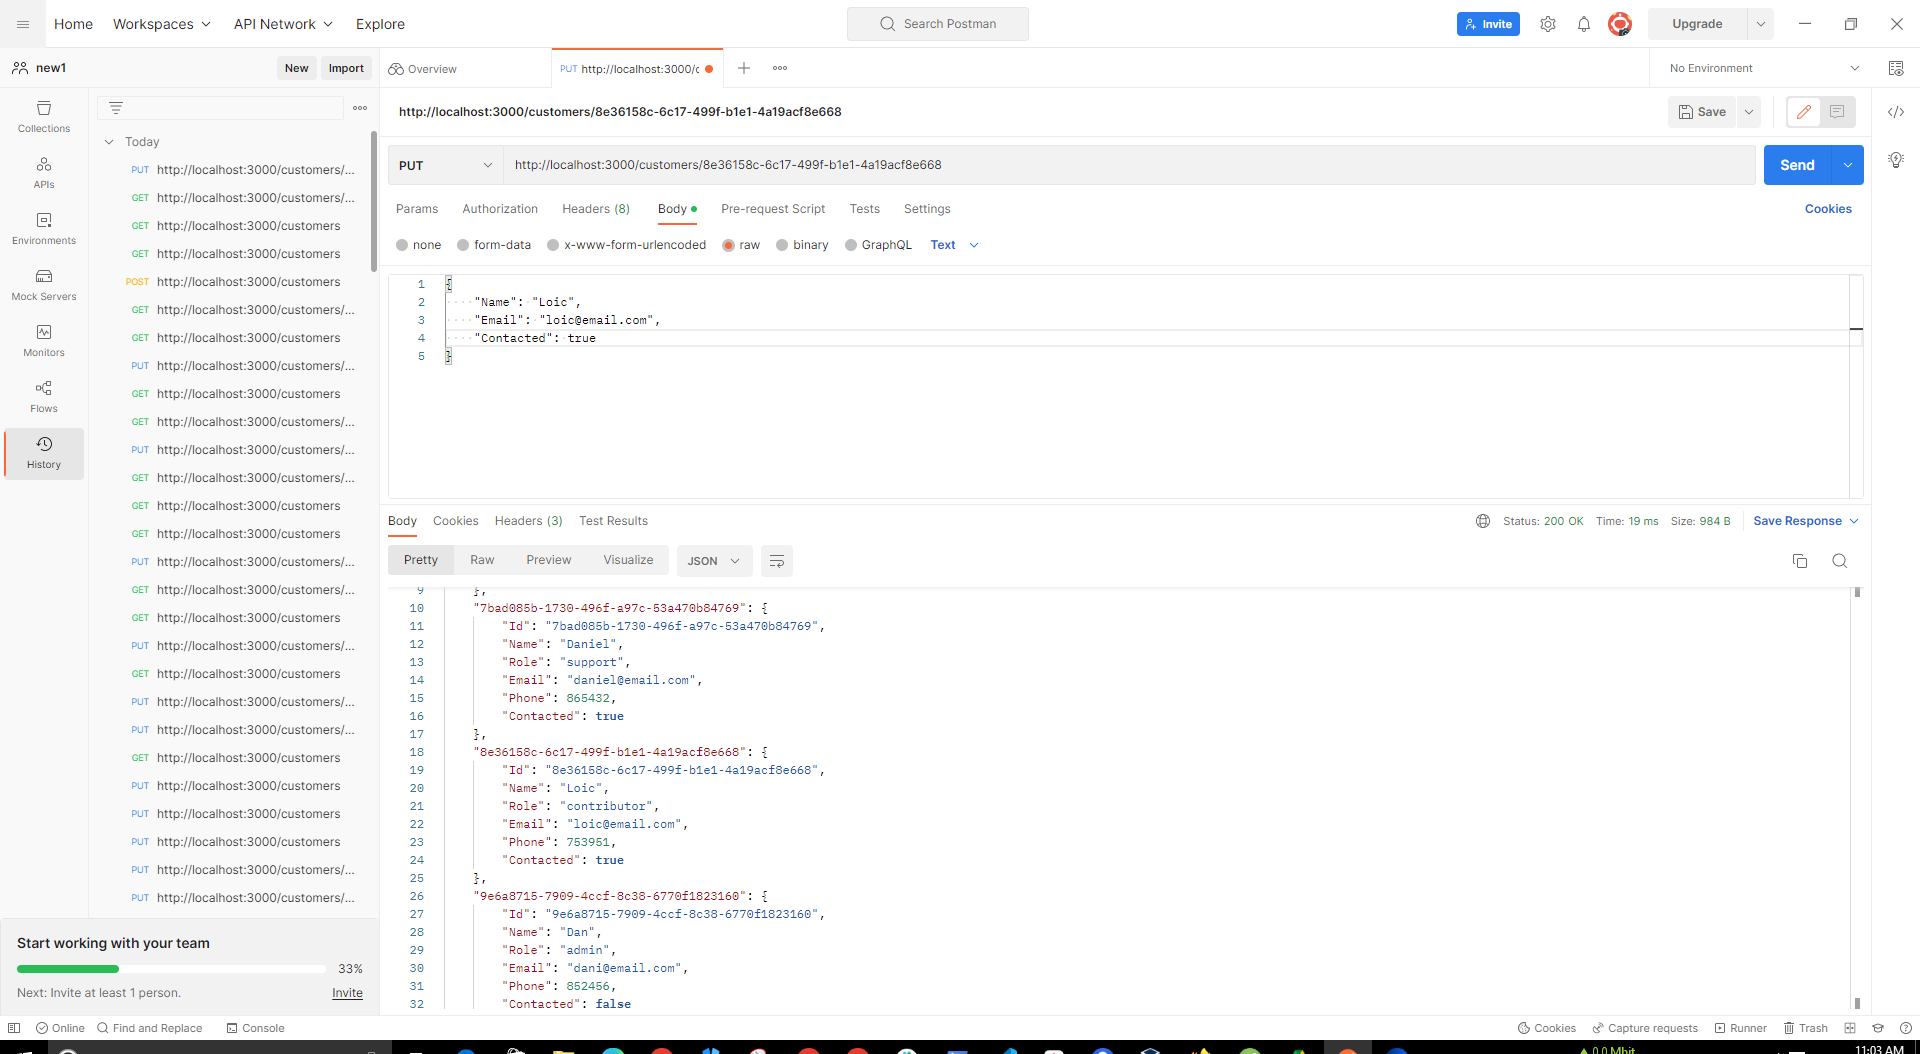 Home
Workspaces
API Network
Explore
Search Postman
Invite
Upgrade
new1
New
Import
Overview
PUT http://localhost:3000/c
No Environment
http://localhost:3000/customers/8e36158c-6c17-499f-b1e1-4a19acf8e668
Save
PUT
http://localhost:3000/customers/8e36158c-6c17-499f-b1e1-4a19acf8e668
Send
Params
Authorization
Headers (8)
Body
Pre-request Script
Tests
Settings
Cookies
none
form-data
x-www-form-urlencoded
raw
binary
GraphQL
Text
1 {
2 "Name": "Loic",
3 "Email": "loic@email.com",
4 "Contacted": true
5 }
Collections
APIs
Environments
Mock Servers
Monitors
Flows
History
Today
PUT http://localhost:3000/customers/...
GET http://localhost:3000/customers/...
GET http://localhost:3000/customers
GET http://localhost:3000/customers
POST http://localhost:3000/customers
GET http://localhost:3000/customers/...
GET http://localhost:3000/customers
PUT http://localhost:3000/customers/...
GET http://localhost:3000/customers
GET http://localhost:3000/customers/...
PUT http://localhost:3000/customers/...
GET http://localhost:3000/customers/...
GET http://localhost:3000/customers
GET http://localhost:3000/customers
PUT http://localhost:3000/customers/...
GET http://localhost:3000/customers/...
GET http://localhost:3000/customers
PUT http://localhost:3000/customers/...
GET http://localhost:3000/customers
PUT http://localhost:3000/customers/...
PUT http://localhost:3000/customers/...
GET http://localhost:3000/customers
PUT http://localhost:3000/customers
PUT http://localhost:3000/customers
PUT http://localhost:3000/customers
PUT http://localhost:3000/customers/...
PUT http://localhost:3000/customers/...
Start working with your team
33%
Next: Invite at least 1 person.
Invite
Body
Cookies
Headers (3)
Test Results
Status: 200 OK
Time: 19 ms
Size: 984 B
Save Response
Pretty
Raw
Preview
Visualize
JSON
9 },
10 "7bad085b-1730-496f-a97c-53a470b84769": {
11 "Id": "7bad085b-1730-496f-a97c-53a470b84769",
12 "Name": "Daniel",
13 "Role": "support",
14 "Email": "daniel@email.com",
15 "Phone": 865432,
16 "Contacted": true
17 },
18 "8e36158c-6c17-499f-b1e1-4a19acf8e668": {
19 "Id": "8e36158c-6c17-499f-b1e1-4a19acf8e668",
20 "Name": "Loic",
21 "Role": "contributor",
22 "Email": "loic@email.com",
23 "Phone": 753951,
24 "Contacted": true
25 },
26 "9e6a8715-7909-4ccf-8c38-6770f1823160": {
27 "Id": "9e6a8715-7909-4ccf-8c38-6770f1823160",
28 "Name": "Dan",
29 "Role": "admin",
30 "Email": "dani@email.com",
31 "Phone": 852456,
32 "Contacted": false
Online
Find and Replace
Console
Cookies
Capture requests
Runner
Trash
0.0 Mbit
11:03 AM